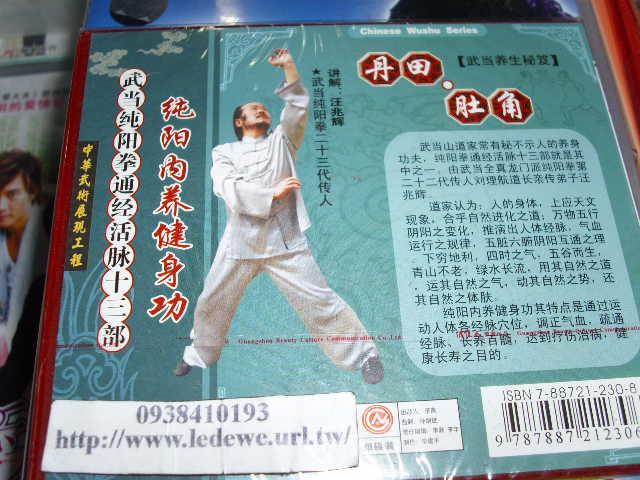 Chinese Wushu Series
武当纯阳拳通经活脉十三部
中華武術展現工程
纯阳内养健身功
讲解：汪兆辉
★武当纯阳拳二十三代传人
丹田·肚角
【武当养生秘笈】
武当山道家常有秘不示人的养身
功夫，纯阳拳通经活脉十三部就是其
中之一，由武当全真龙门派纯阳拳第
二十二代传人刘理航道长亲传弟子汪
兆辉。
道家认为：人的身体，上应天文
现象，合乎自然进化之道；万物五行
阴阳之变化，推演出人体经脉，气血
运行之规律，五脏六腑阴阳互通之理
，下穷地利，四时之气，五谷而生，
青山不老，绿水长流，用其自然之道
，运其自然之气，动其自然之势，还
其自然之体肤。
纯阳内养健身功其特点是通过运
动人体各经脉穴位，调正气血，疏通
经脉，长养百髓，达到疗伤治病，健
康长寿之目的。
Guangzhou Beauty Culture Communication Co.,Ltd
0938410193
http://www.ledewe.url.tw/
单碟装
ISBN 7-88721-230-8
9 787887 21230